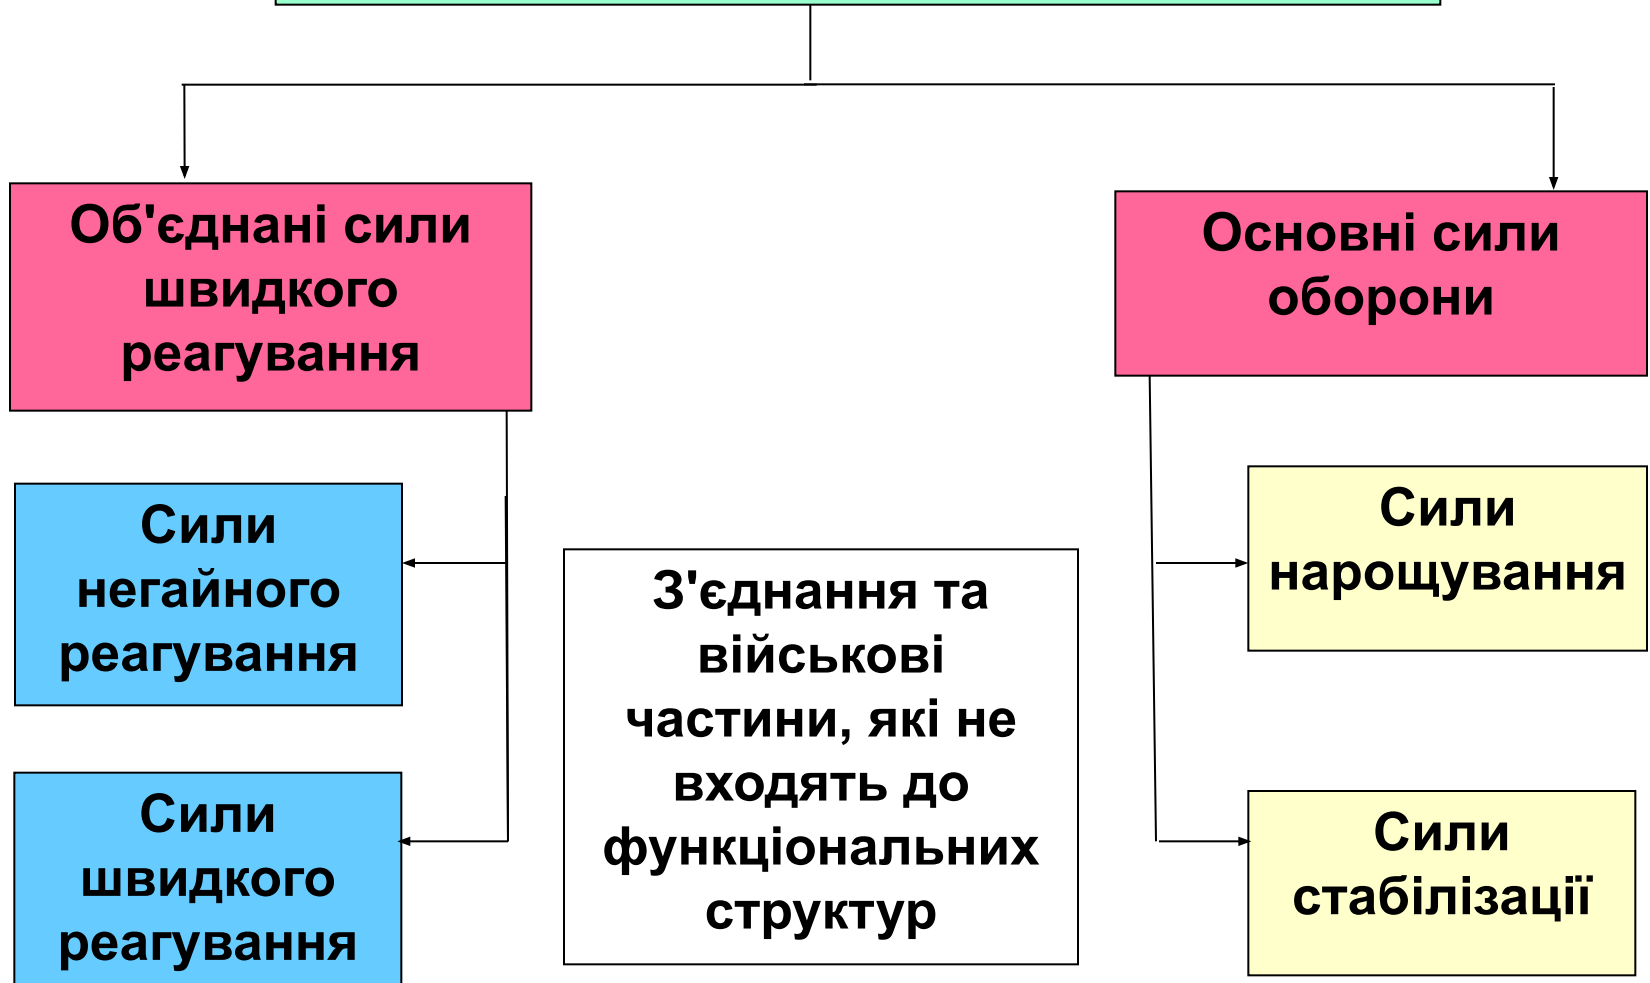 Об'єднані сили
швидкого
реагування
Основні сили
оборони
Сили
негайного
реагування
Сили
швидкого
реагування
З'єднання та
військові
частини, які не
входять до
функціональних
структур
Сили
нарощування
Сили
стабілізації